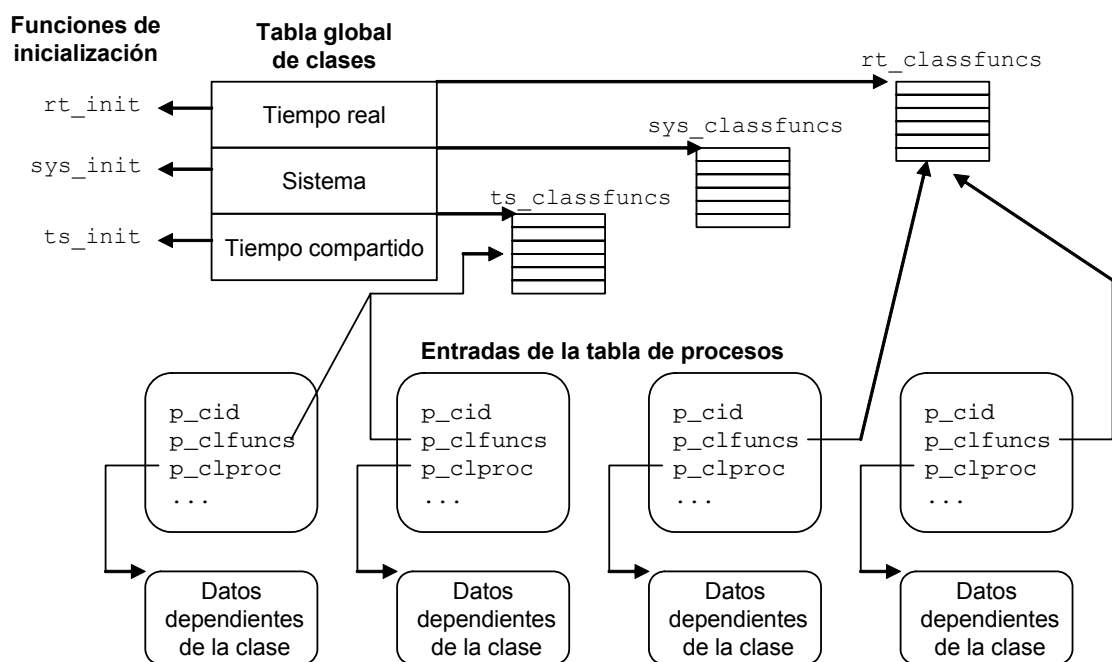 Funciones de
inicialización
Tabla global
de clases
rt_classfuncs
rt_init
Tiempo real
sys_classfuncs
sys_init
Sistema
ts_classfuncs
ts_init
Tiempo compartido
Entradas de la tabla de procesos
p_cid
p_clfuncs
p_clproc
...
p_cid
p_clfuncs
p_clproc
...
p_cid
p_clfuncs
p_clproc
...
p_cid
p_clfuncs
p_clproc
...
Datos
dependientes
de la clase
Datos
dependientes
de la clase
Datos
dependientes
de la clase
Datos
dependientes
de la clase